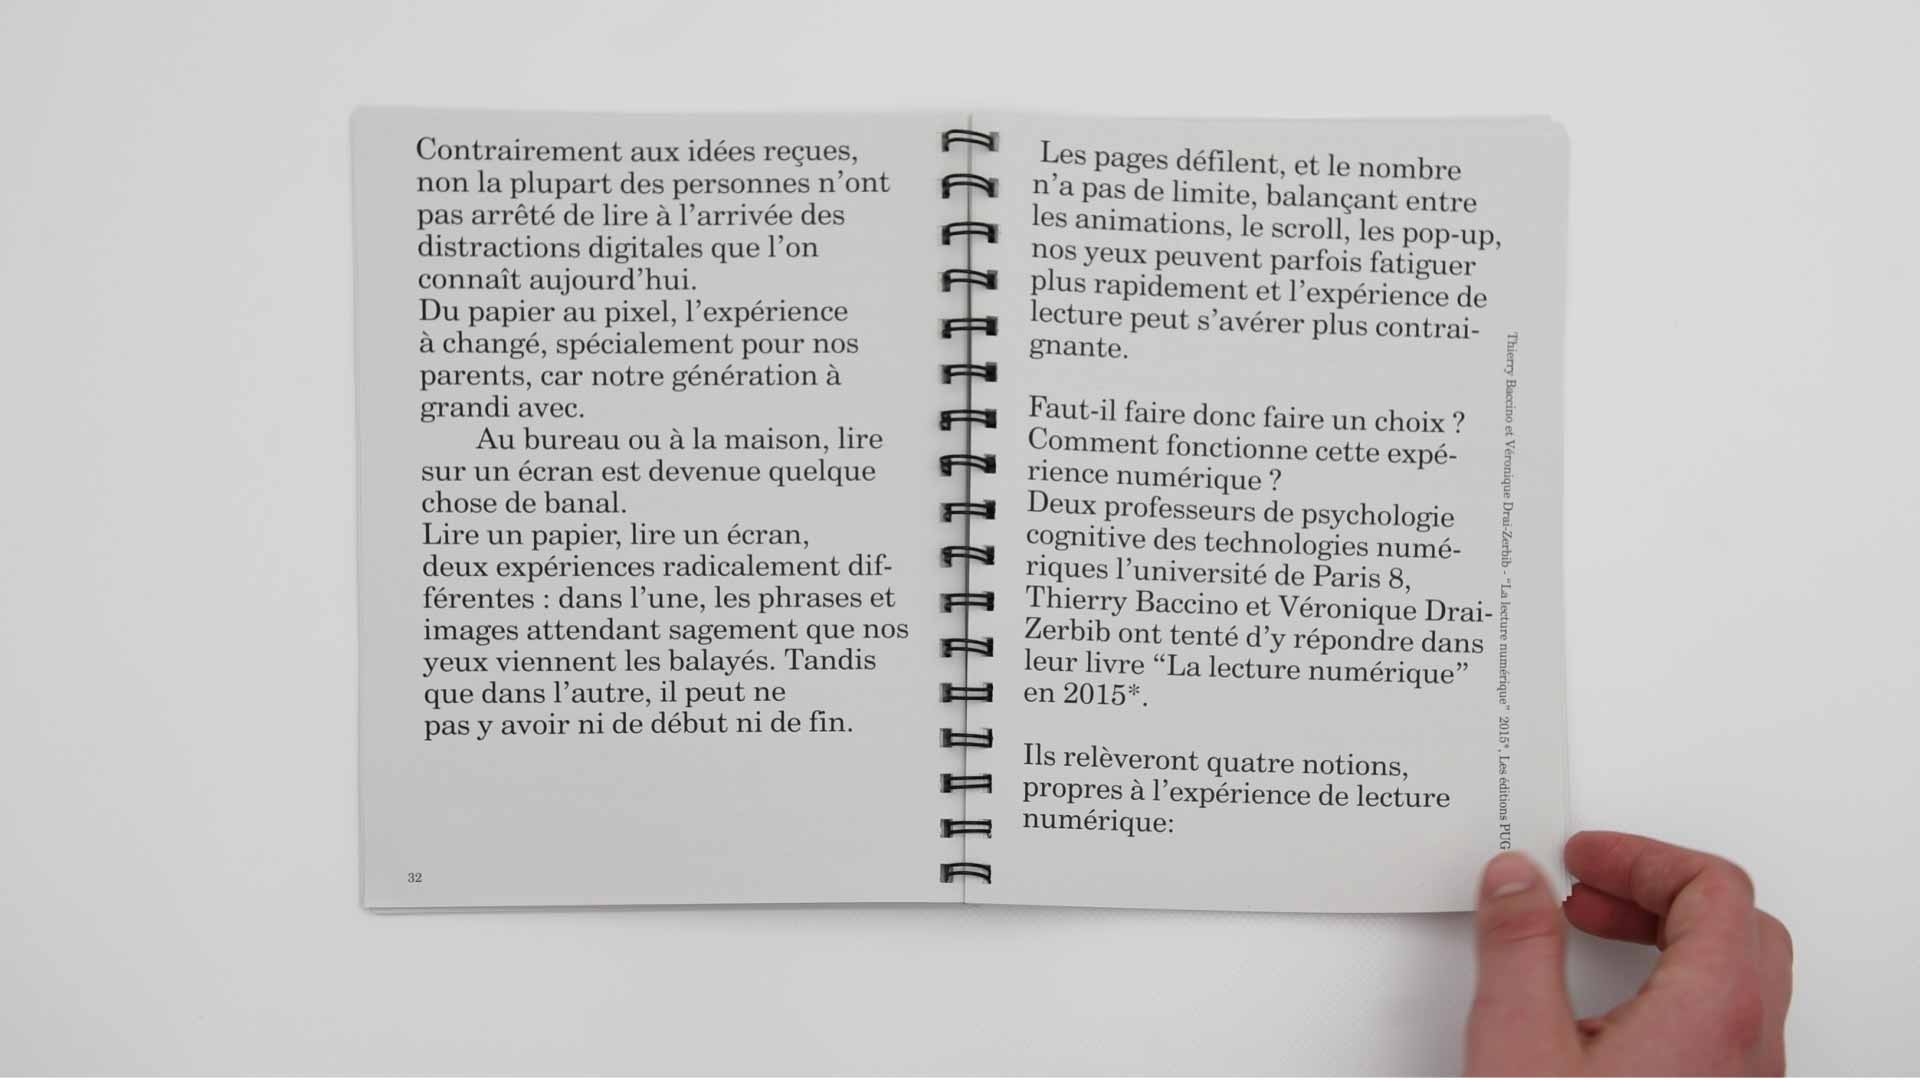 Contrairement aux idées reçues,
non la plupart des personnes n’ont
pas arrêté de lire à l’arrivée des
distractions digitales que l’on
connaît aujourd’hui.
Du papier au pixel, l’expérience
à changé, spécialement pour nos
parents, car notre génération à
grandi avec.
Au bureau ou à la maison, lire
sur un écran est devenue quelque
chose de banal.
Lire un papier, lire un écran,
deux expériences radicalement dif-
férentes : dans l’une, les phrases et
images attendant sagement que nos
yeux viennent les balayés. Tandis
que dans l’autre, il peut ne
pas y avoir ni de début ni de fin.
32
Les pages défilent, et le nombre
n’a pas de limite, balançant entre
les animations, le scroll, les pop-up,
nos yeux peuvent parfois fatiguer
plus rapidement et l’expérience de
lecture peut s’avérer plus contrai-
gnante.
Faut-il faire donc faire un choix ?
Comment fonctionne cette expé-
rience numérique ?
Deux professeurs de psychologie
cognitive des technologies numé-
riques l’université de Paris 8,
Thierry Baccino et Véronique Drai-
Zerbib ont tenté d’y répondre dans
leur livre “La lecture numérique”
en 2015*.
Ils relèveront quatre notions,
propres à l’expérience de lecture
numérique:
Thierry Baccino et Véronique Drai-Zerbib - “La lecture numérique” 2015*, Les éditions PUG